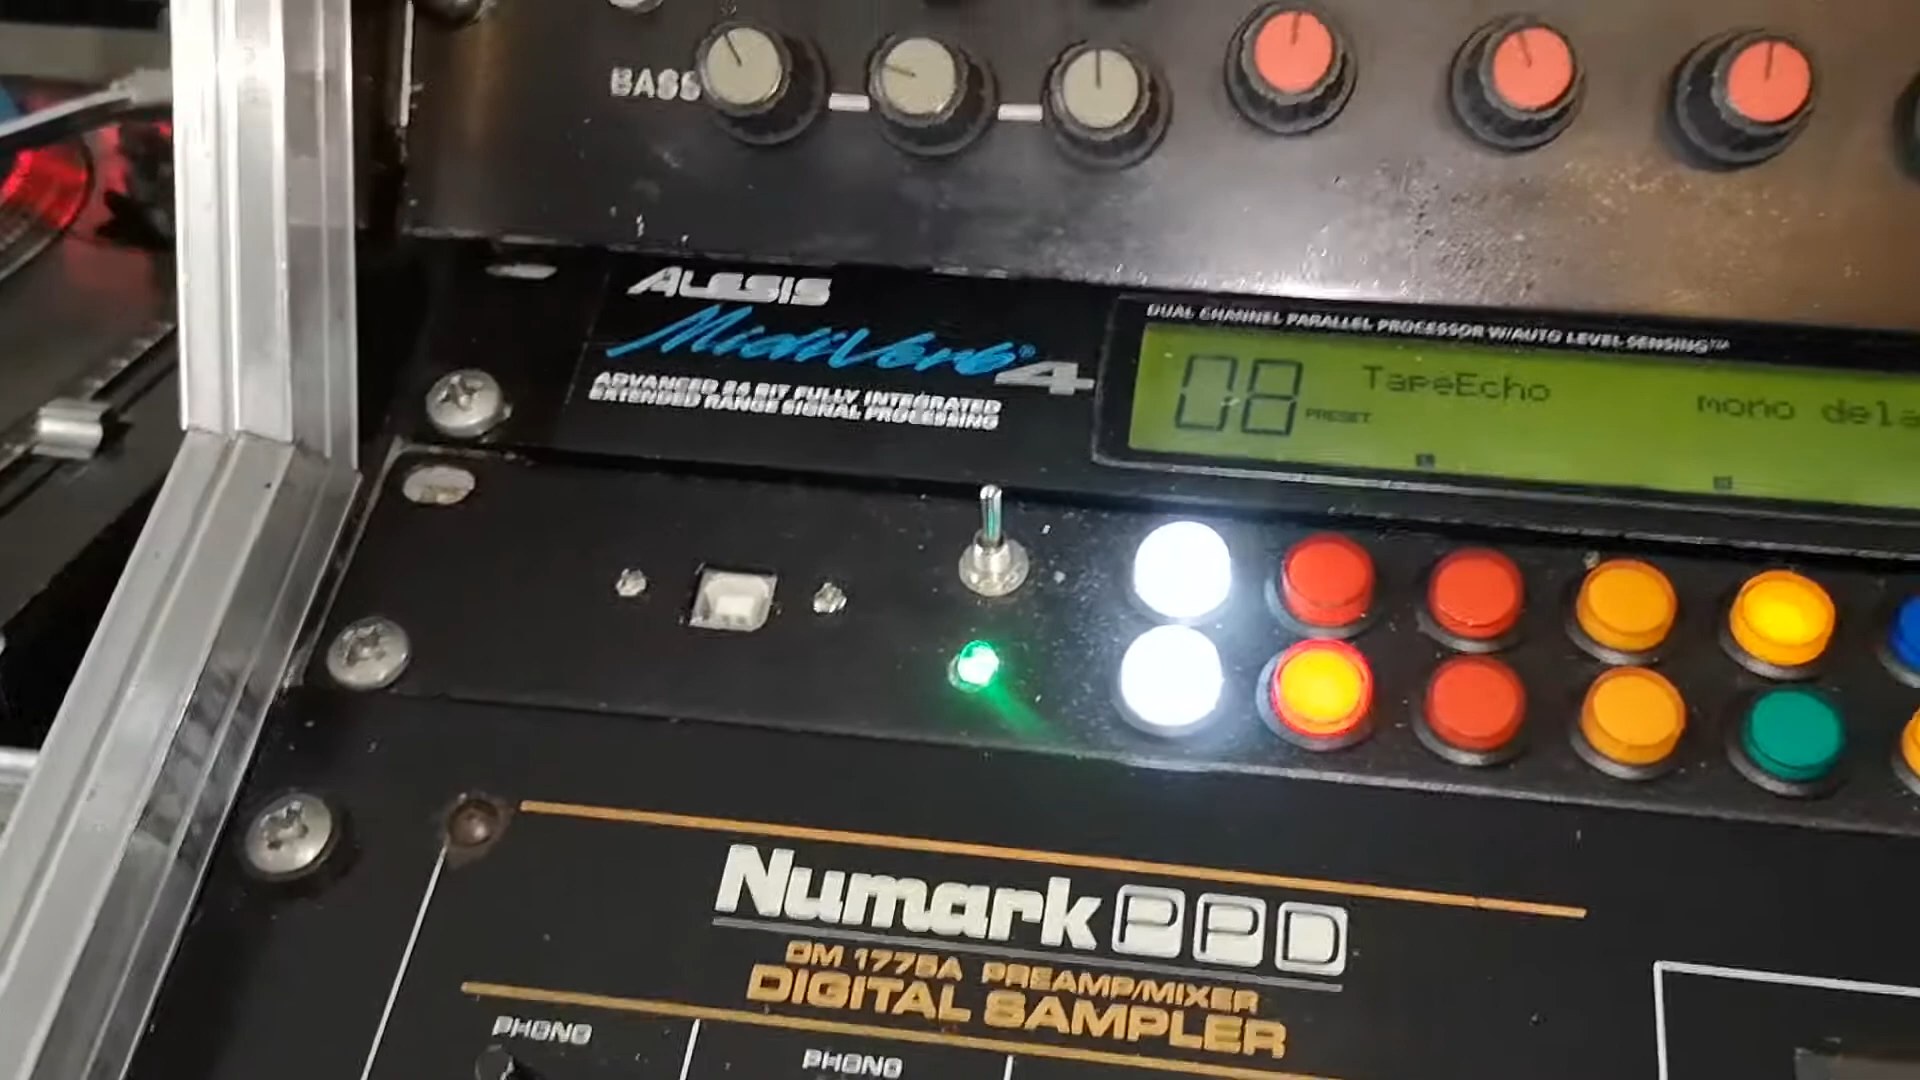 BASS
ALESIS
MidiVerb® 4
ADVANCED 24 BIT FULLY INTEGRATED
EXTENDED RANGE SIGNAL PROCESSING
DUAL CHANNEL PARALLEL PROCESSOR W/AUTO LEVEL SENSING™
08 PRESET TapeEcho mono dela
Numark PPD
DM 1775A PREAMP/MIXER
DIGITAL SAMPLER
PHONO
PHONO